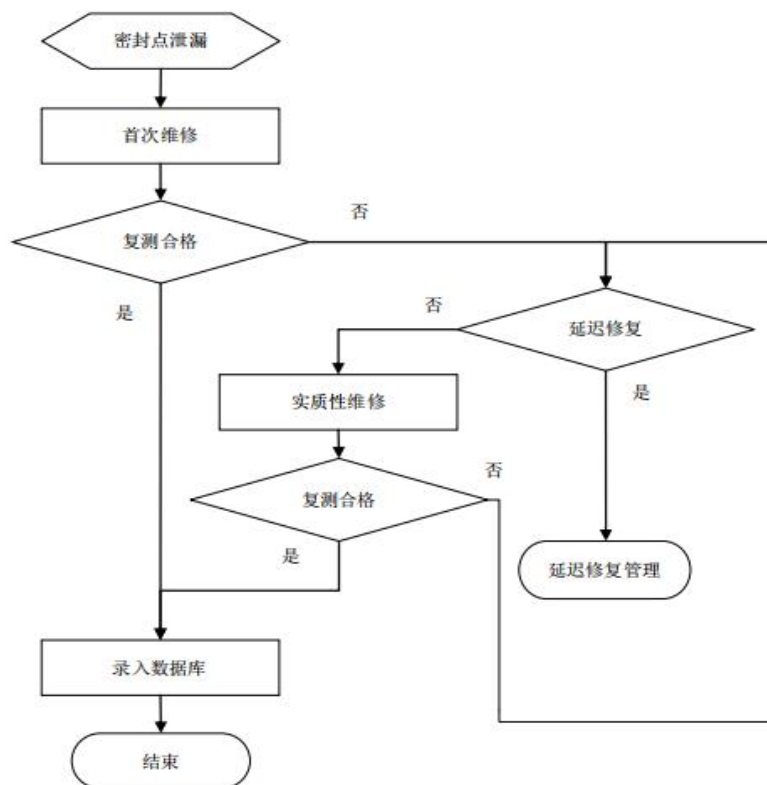 密封点泄漏
首次维修
否
复测合格
是
否
延迟修复
实质性维修
是
否
复测合格
是
延迟修复管理
录入数据库
结束